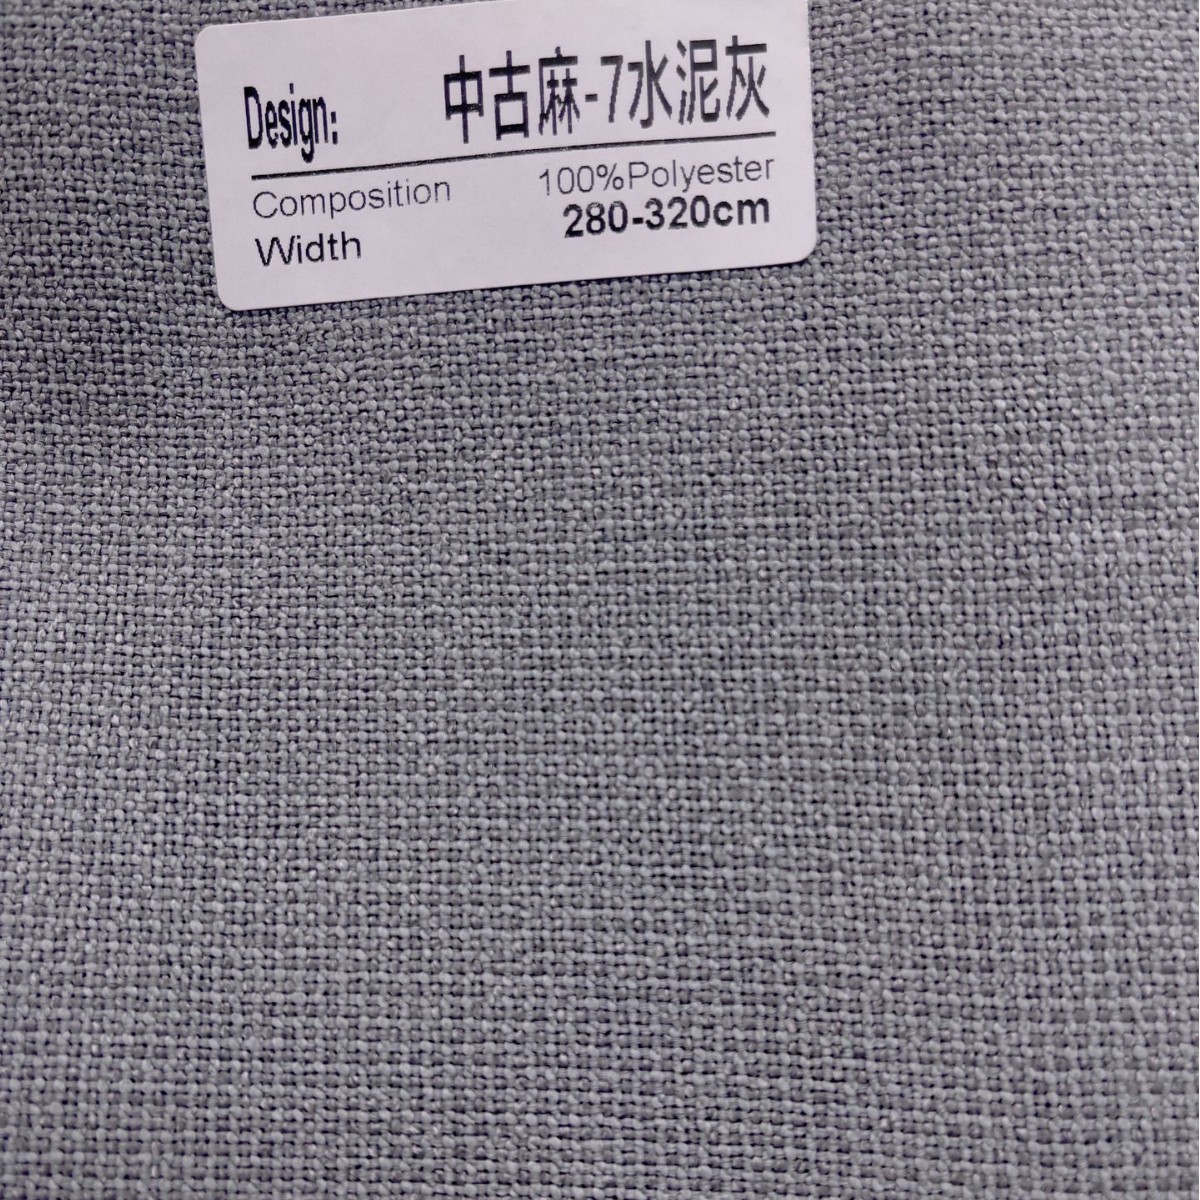 Design: 中古麻-7水泥灰
Composition 100%Polyester
Width 280-320cm